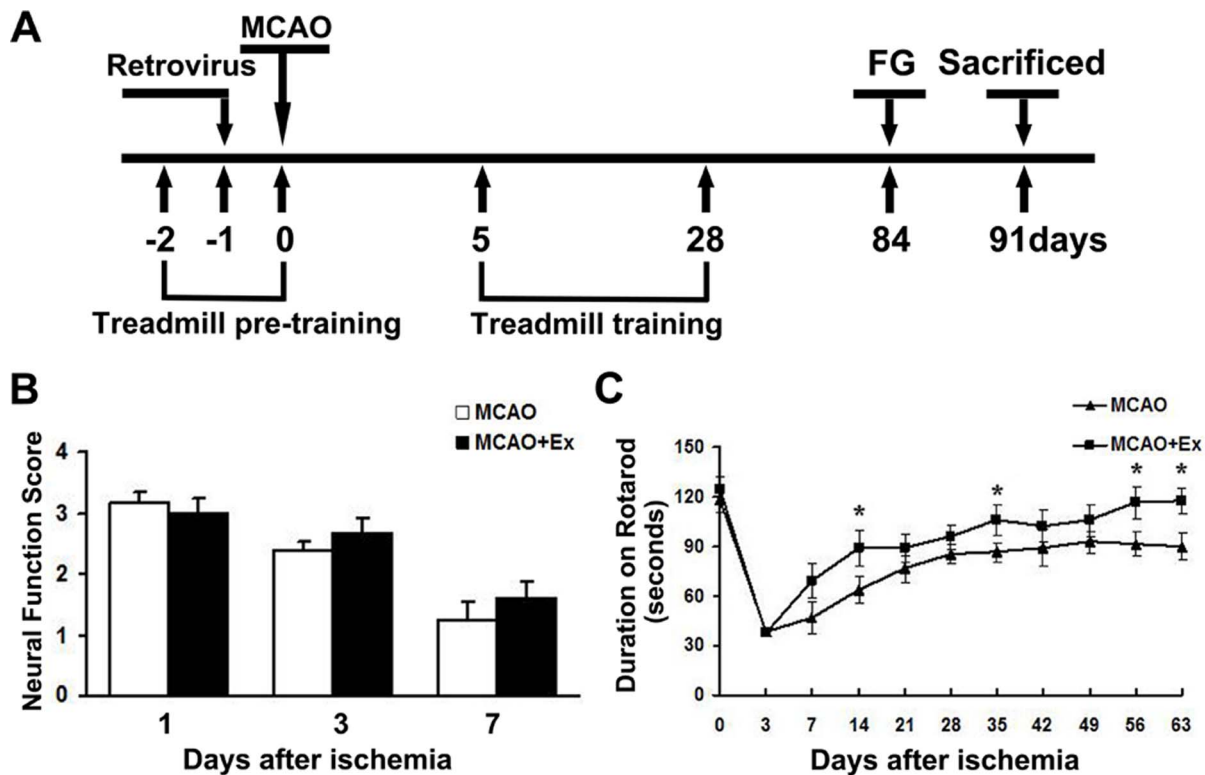 A
MCAO
Retrovirus
FG
Sacrificed
-2
-1
0
5
28
84
91days
Treadmill pre-training
Treadmill training
B
MCAO
MCAO+Ex
Neural Function Score
4
3
2
1
0
1
3
7
Days after ischemia
C
MCAO
MCAO+Ex
Duration on Rotarod
(seconds)
150
120
90
60
30
0
*
*
*
*
0
3
7
14
21
28
35
42
49
56
63
Days after ischemia